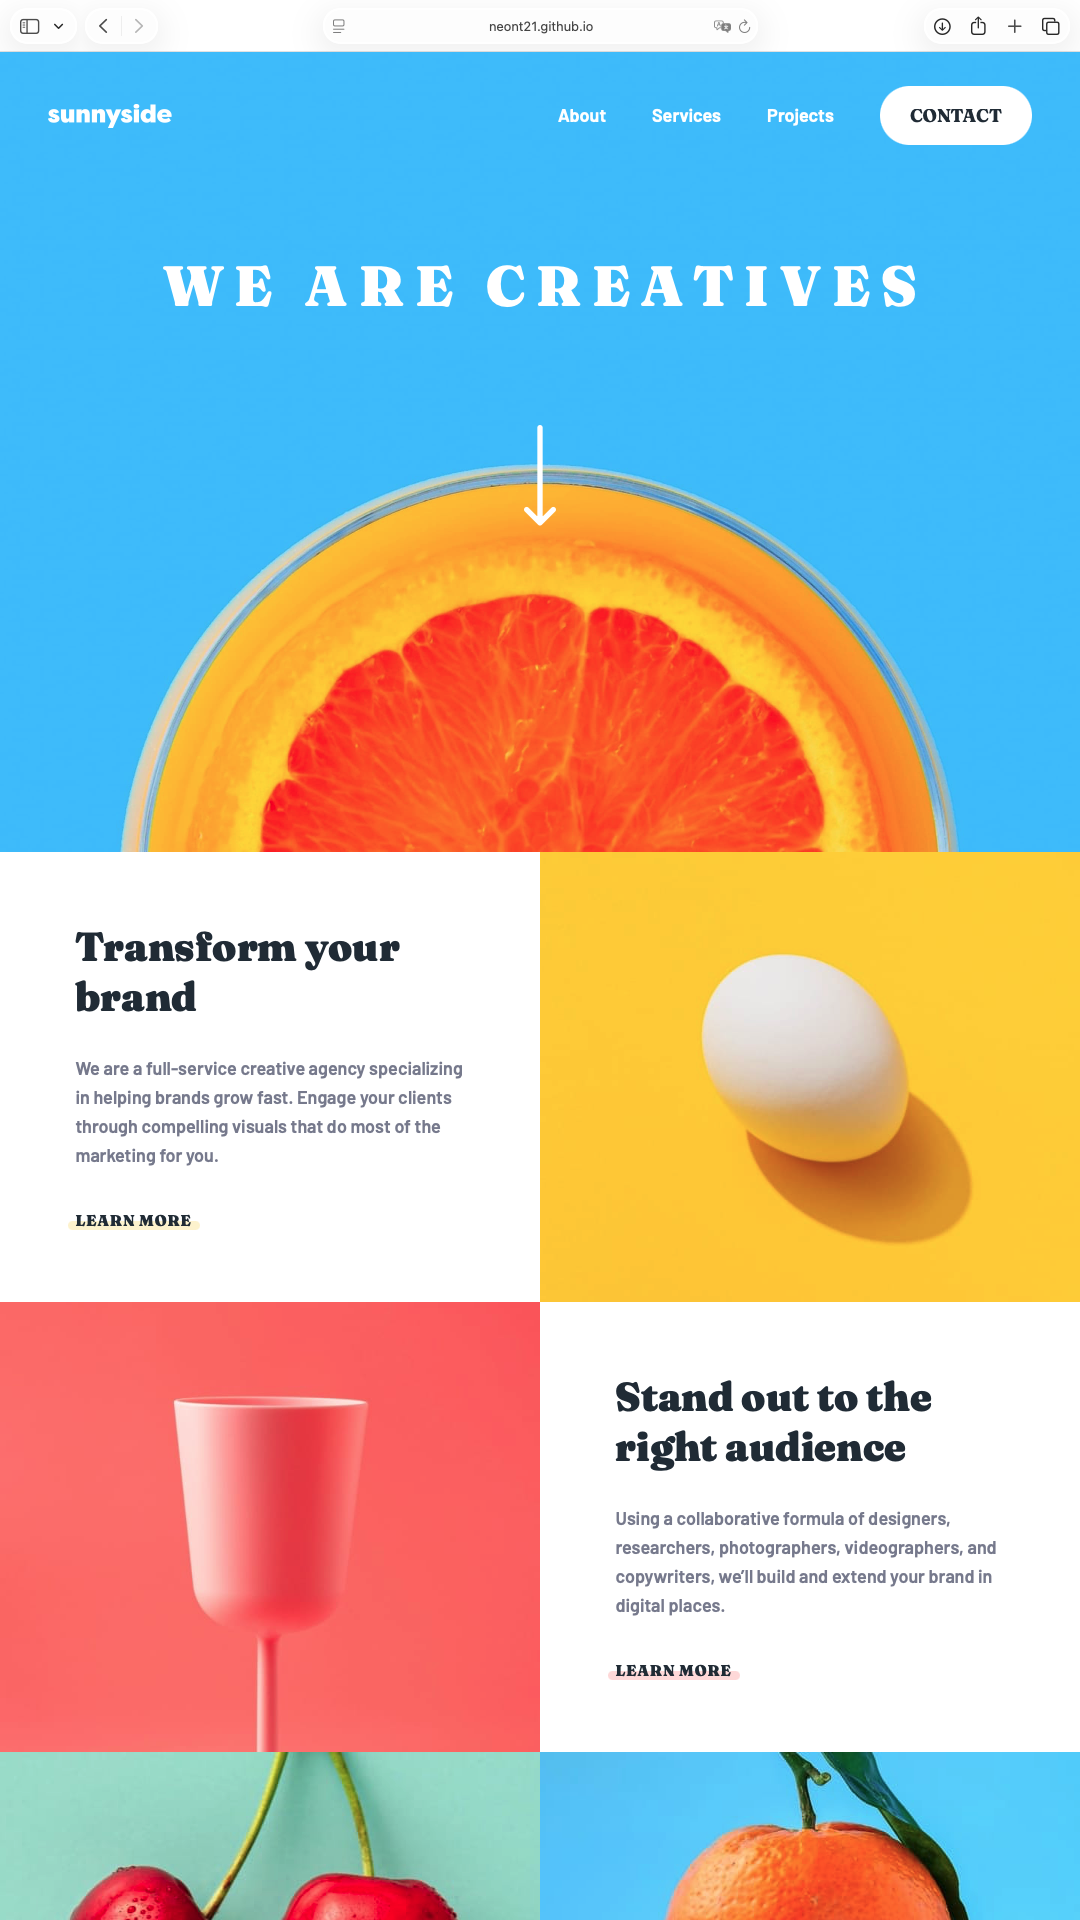 neont21.github.io
sunnyside
About Services Projects CONTACT
WE ARE CREATIVES
Transform your
brand
We are a full-service creative agency specializing
in helping brands grow fast. Engage your clients
through compelling visuals that do most of the
marketing for you.
LEARN MORE
Stand out to the
right audience
Using a collaborative formula of designers,
researchers, photographers, videographers, and
copywriters, we’ll build and extend your brand in
digital places.
LEARN MORE